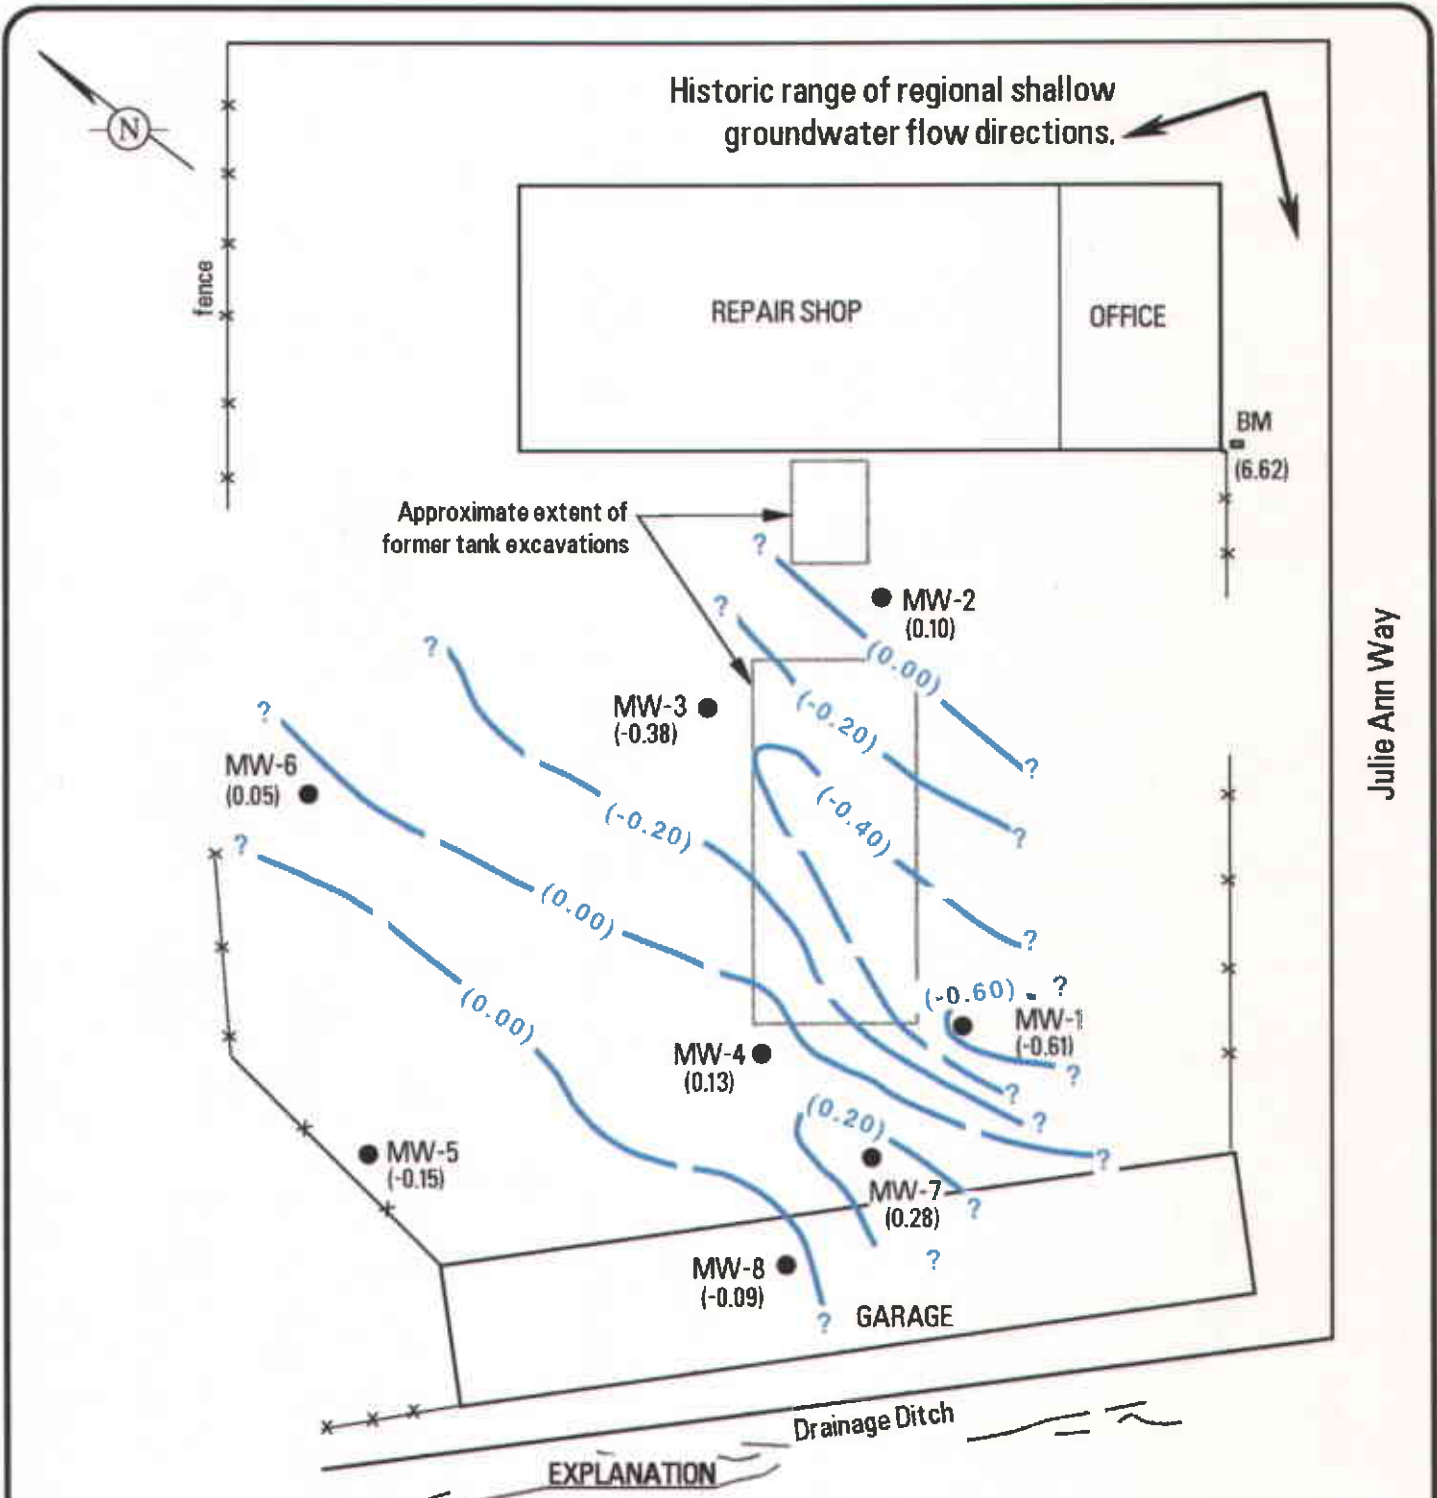 Historic range of regional shallow
groundwater flow directions.
N
fence
REPAIR SHOP
OFFICE
BM
(6.62)
Approximate extent of
former tank excavations
?
MW-2
(0.10)
?
(0.00)
?
MW-3
(-0.38)
(-0.20)
?
?
MW-6
(0.05)
(-0.20)
(-0.40)
?
?
(0.00)
?
(-0.60)
?
MW-1
(-0.61)
(0.00)
MW-4
(0.13)
?
?
(0.20)
?
?
MW-5
(-0.15)
MW-7
(0.28)
?
?
MW-8
(-0.09)
?
GARAGE
Julie Ann Way
Drainage Ditch
EXPLANATION